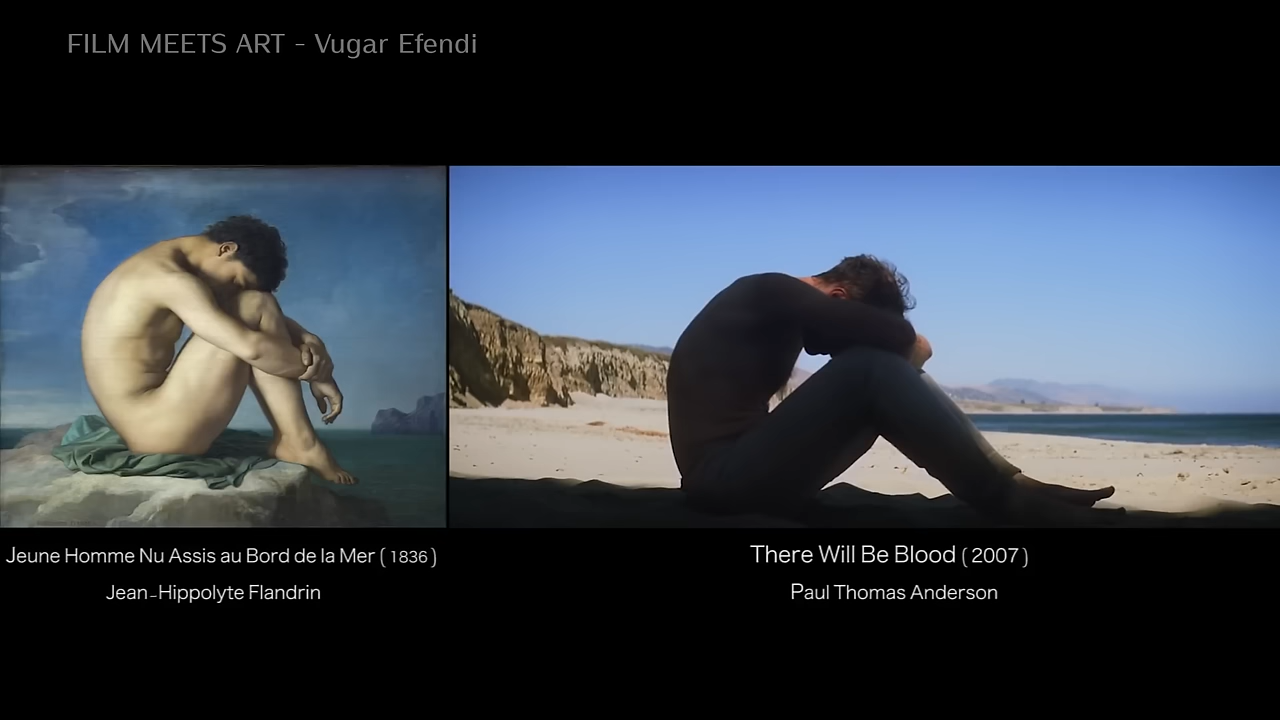 FILM MEETS ART - Vugar Efendi
Jeune Homme Nu Assis au Bord de la Mer ( 1836 )
Jean-Hippolyte Flandrin
There Will Be Blood ( 2007 )
Paul Thomas Anderson